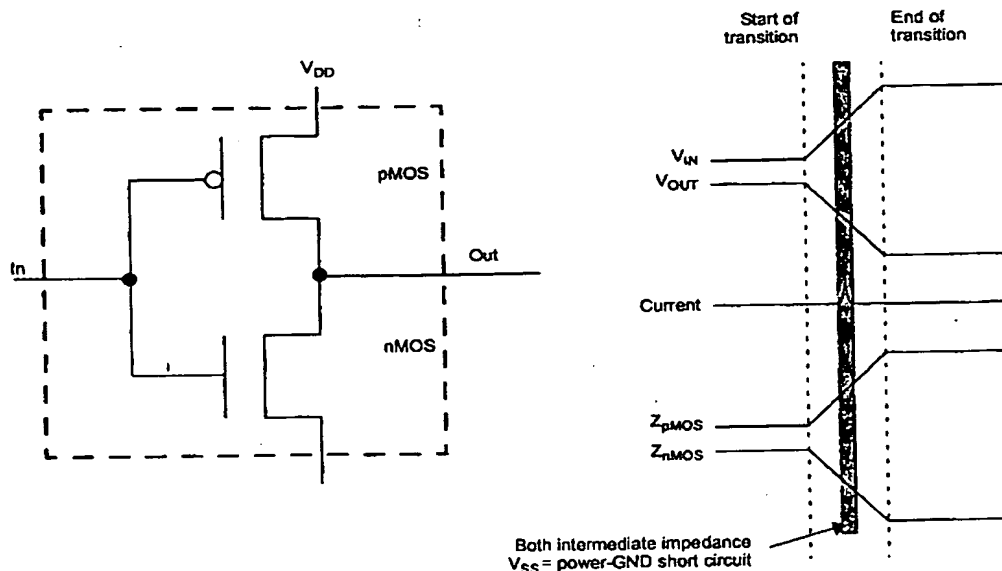 Start of
transition
End of
transition
VDD
pMOS
In
Out
nMOS
VIN
VOUT
Current
ZpMOS
ZnMOS
Both intermediate impedance
VSS = power-GND short circuit